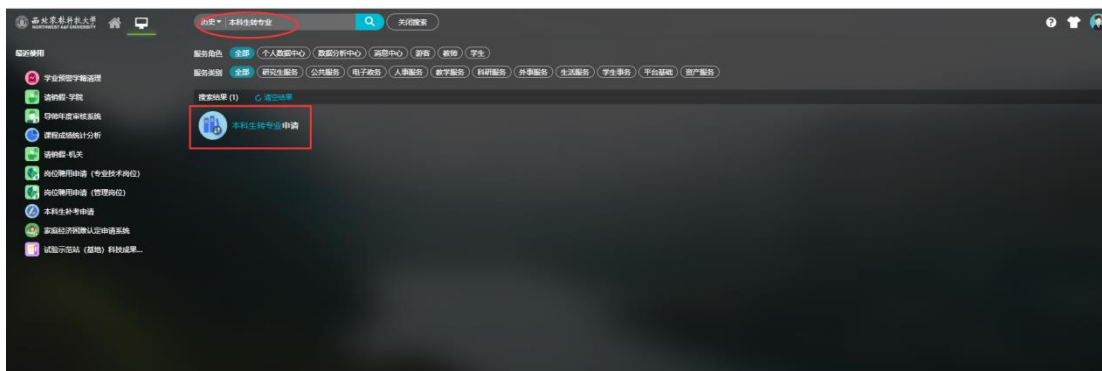 西北农林科技大学
NORTHWEST A&F UNIVERSITY
历史 本科生转专业
关闭搜索
最近使用
学业预密学籍清理
请销假-学院
导师年度审核系统
课程成绩统计分析
请销假-机关
岗位聘用申请（专业技术岗位）
岗位聘用申请（管理岗位）
本科生补考申请
家庭经济困难认定申请系统
试验示范站（基地）科技成果...
服务角色 全部 个人数据中心 数据分析中心 消息中心 游客 教师 学生
服务类别 全部 研究生服务 公共服务 电子政务 人事服务 教学服务 科研服务 外事服务 生活服务 学生事务 平台基础 资产服务
搜索结果 (1) 清空结果
本科生转专业申请